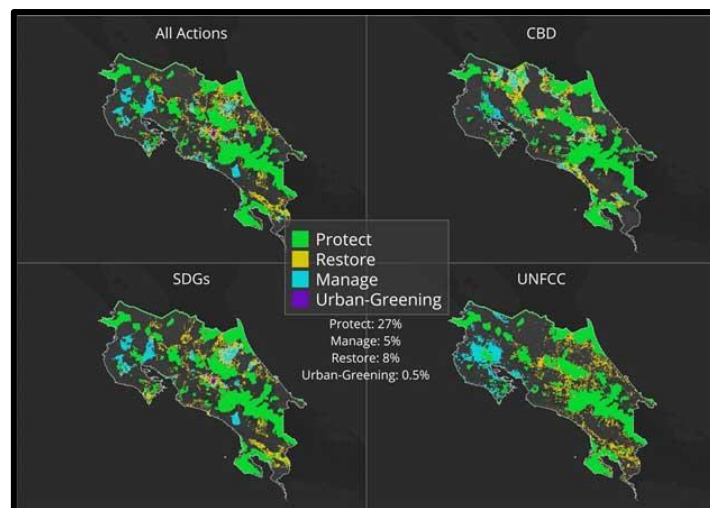 All Actions
CBD
Protect
Restore
Manage
Urban-Greening
SDGs
UNFCC
Protect: 27%
Manage: 5%
Restore: 8%
Urban-Greening: 0.5%